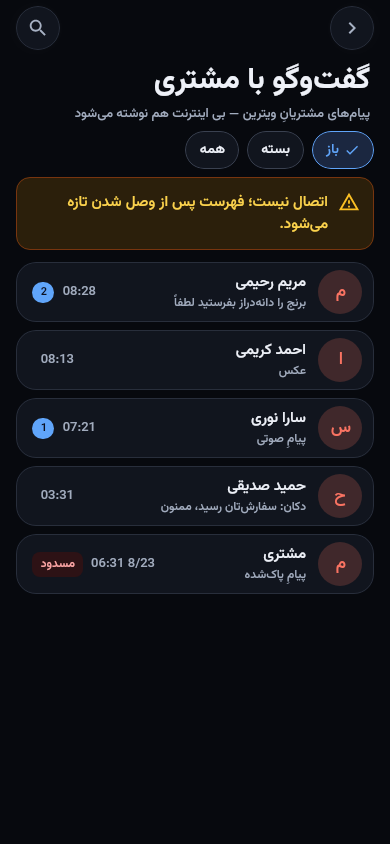 گفت‌وگو با مشتری
پیام‌های مشتریانِ ویترین — بی اینترنت هم نوشته می‌شود
باز
بسته
همه
اتصال نیست؛ فهرست پس از وصل شدن تازه
می‌شود.
م
مریم رحیمی
08:28
برنج را دانه‌دراز بفرستید لطفاً
2
ا
احمد کریمی
08:13
عکس
س
سارا نوری
07:21
پیام صوتی
1
ح
حمید صدیقی
03:31
دکان: سفارش‌تان رسید، ممنون
م
مشتری
8/23 06:31
پیام پاک‌شده
مسدود